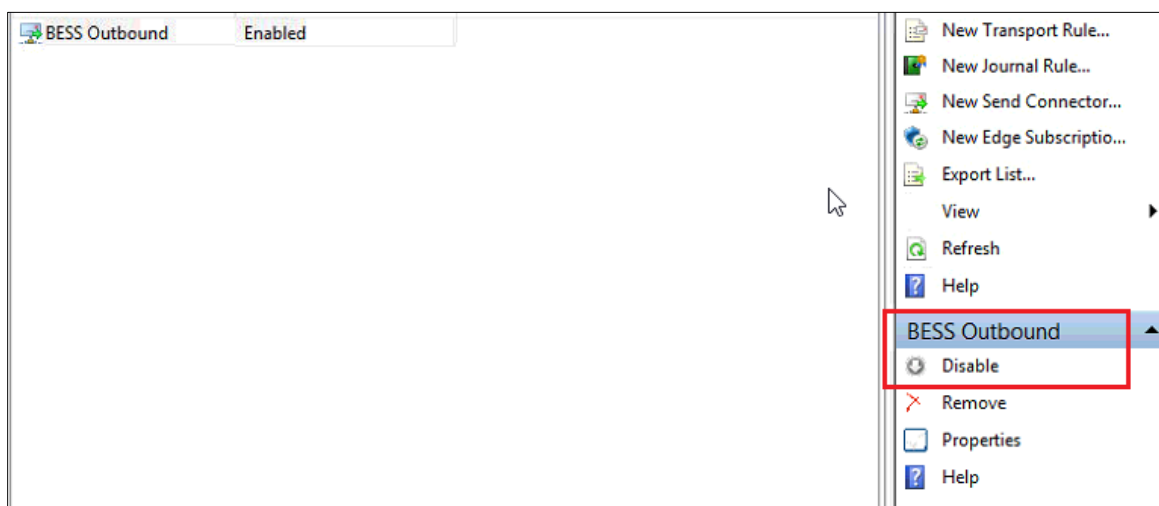 BESS Outbound Enabled
New Transport Rule...
New Journal Rule...
New Send Connector...
New Edge Subscriptio...
Export List...
View
Refresh
Help
BESS Outbound
Disable
Remove
Properties
Help